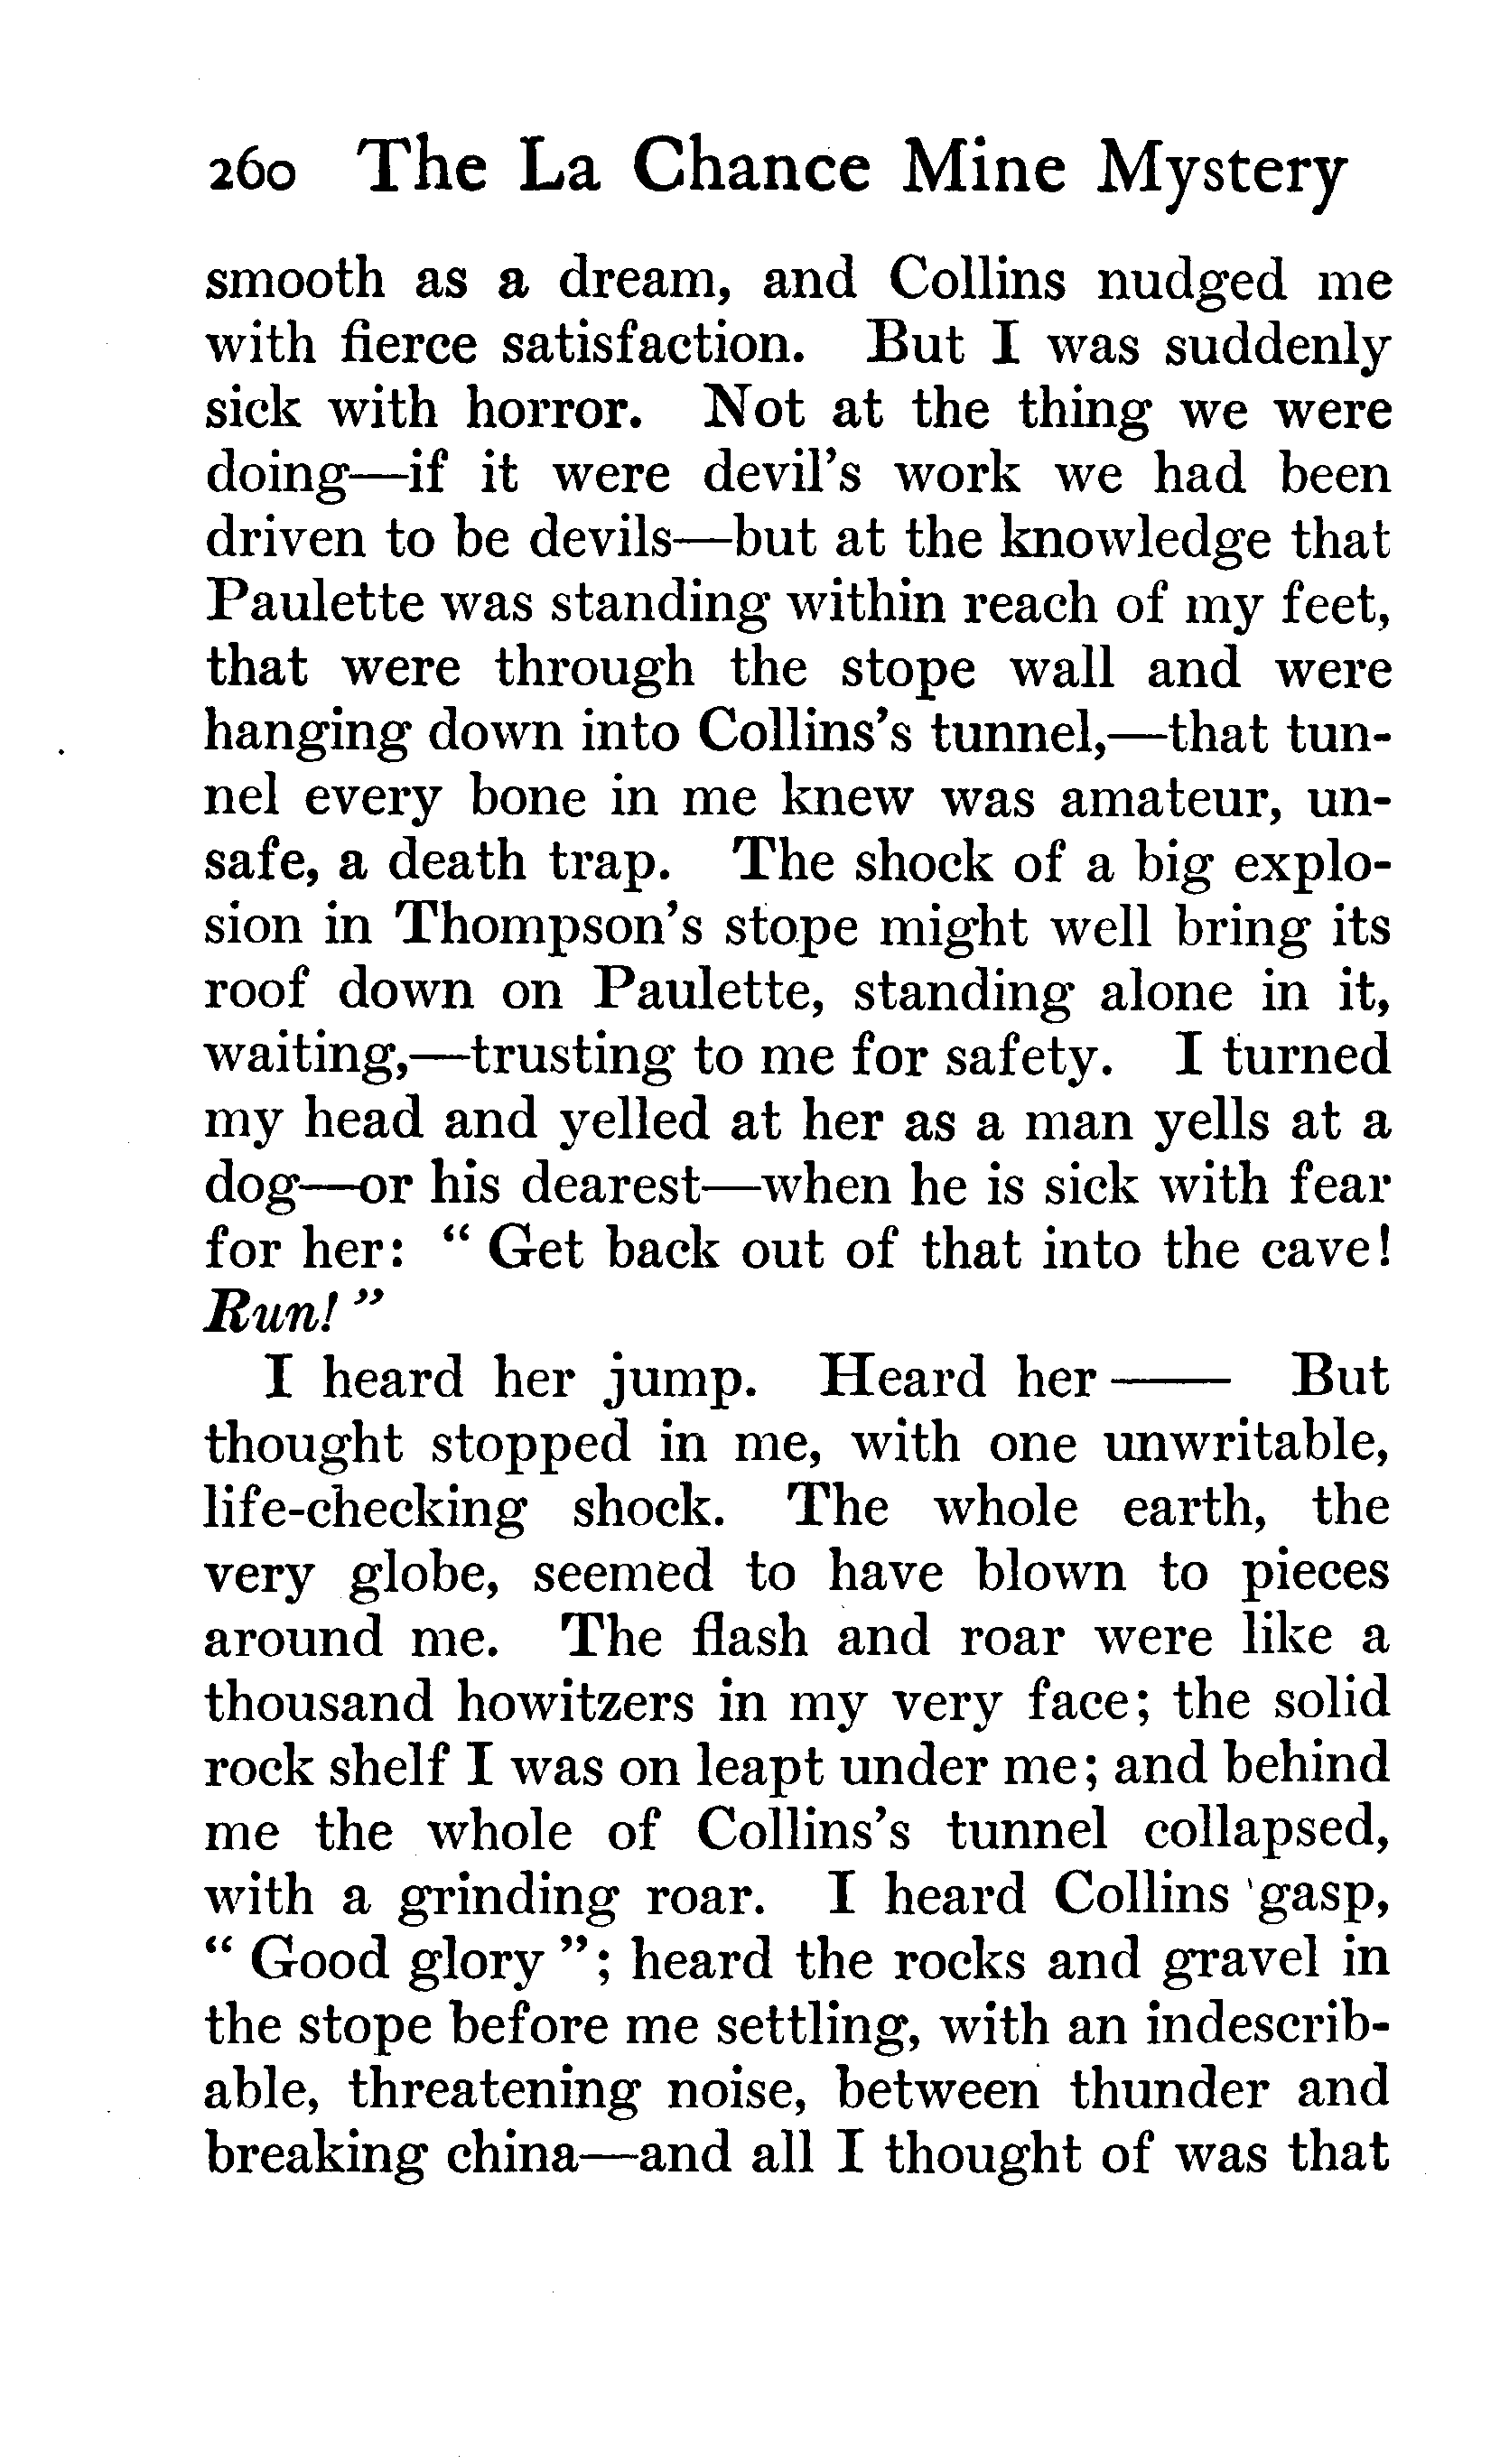 260 The La Chance Mine Mystery
smooth as a dream, and Collins nudged me
with fierce satisfaction. But I was suddenly
sick with horror. Not at the thing we were
doing—if it were devil's work we had been
driven to be devils—but at the knowledge that
Paulette was standing within reach of my feet,
that were through the stope wall and were
hanging down into Collins's tunnel,—that tun-
nel every bone in me knew was amateur, un-
safe, a death trap. The shock of a big explo-
sion in Thompson's stope might well bring its
roof down on Paulette, standing alone in it,
waiting,—trusting to me for safety. I turned
my head and yelled at her as a man yells at a
dog—or his dearest—when he is sick with fear
for her: " Get back out of that into the cave!
Run! "
I heard her jump. Heard her —— But
thought stopped in me, with one unwritable,
life-checking shock. The whole earth, the
very globe, seemed to have blown to pieces
around me. The flash and roar were like a
thousand howitzers in my very face; the solid
rock shelf I was on leapt under me; and behind
me the whole of Collins's tunnel collapsed,
with a grinding roar. I heard Collins gasp,
" Good glory "; heard the rocks and gravel in
the stope before me settling, with an indescrib-
able, threatening noise, between thunder and
breaking china—and all I thought of was that